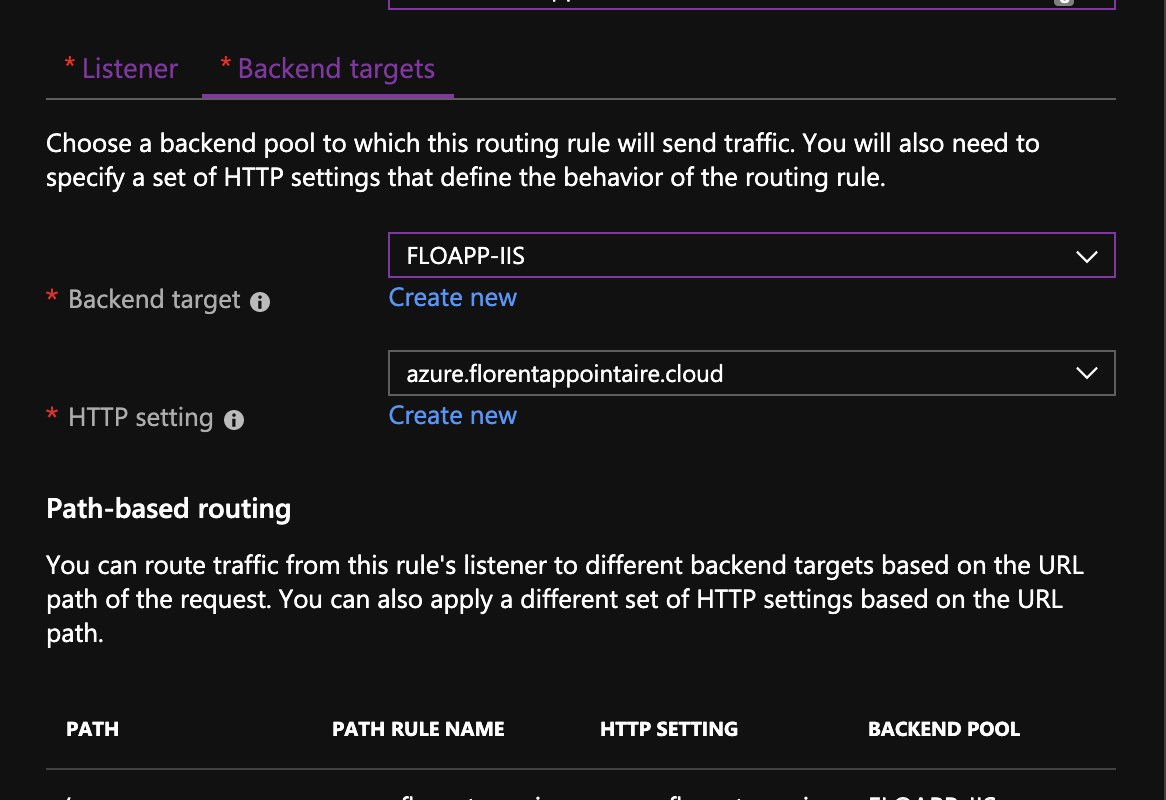 * Listener * Backend targets
Choose a backend pool to which this routing rule will send traffic. You will also need to
specify a set of HTTP settings that define the behavior of the routing rule.
FLOAPP-IIS
* Backend target
Create new
azure.florentappointaire.cloud
* HTTP setting
Create new
Path-based routing
You can route traffic from this rule's listener to different backend targets based on the URL
path of the request. You can also apply a different set of HTTP settings based on the URL
path.
PATH PATH RULE NAME HTTP SETTING BACKEND POOL
FLOAPP-IIS